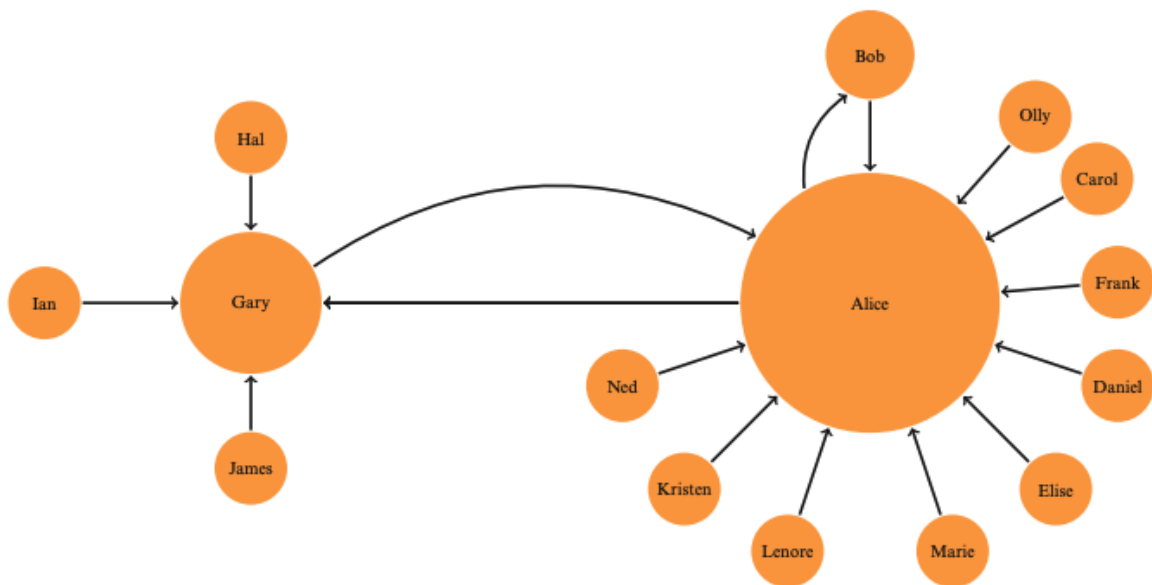 Bob
Olly
Hal
Carol
Frank
Ian
Gary
Alice
Ned
Daniel
James
Kristen
Elise
Lenore
Marie